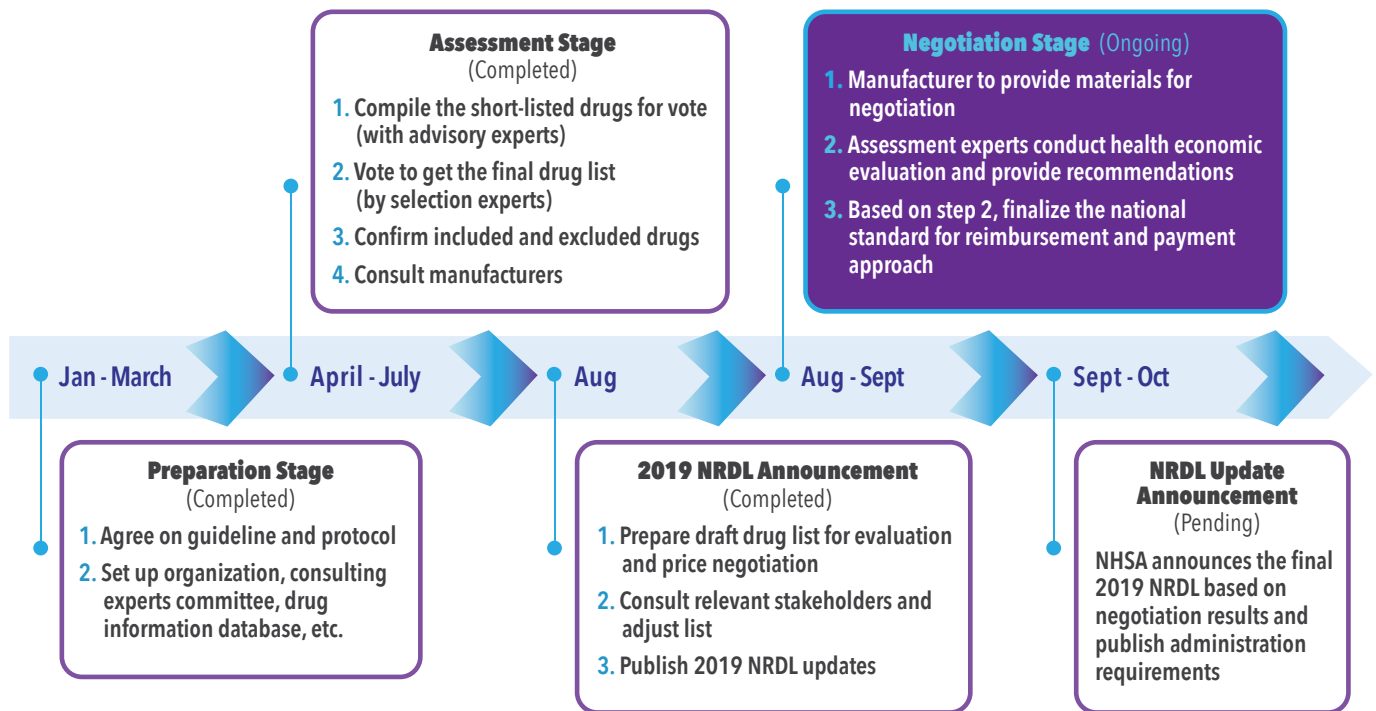 Assessment Stage
(Completed)
1. Compile the short-listed drugs for vote
(with advisory experts)
2. Vote to get the final drug list
(by selection experts)
3. Confirm included and excluded drugs
4. Consult manufacturers
Negotiation Stage (Ongoing)
1. Manufacturer to provide materials for
negotiation
2. Assessment experts conduct health economic
evaluation and provide recommendations
3. Based on step 2, finalize the national
standard for reimbursement and payment
approach
Jan - March
April - July
Aug
Aug - Sept
Sept - Oct
Preparation Stage
(Completed)
1. Agree on guideline and protocol
2. Set up organization, consulting
experts committee, drug
information database, etc.
2019 NRDL Announcement
(Completed)
1. Prepare draft drug list for evaluation
and price negotiation
2. Consult relevant stakeholders and
adjust list
3. Publish 2019 NRDL updates
NRDL Update
Announcement
(Pending)
NHSA announces the final
2019 NRDL based on
negotiation results and
publish administration
requirements